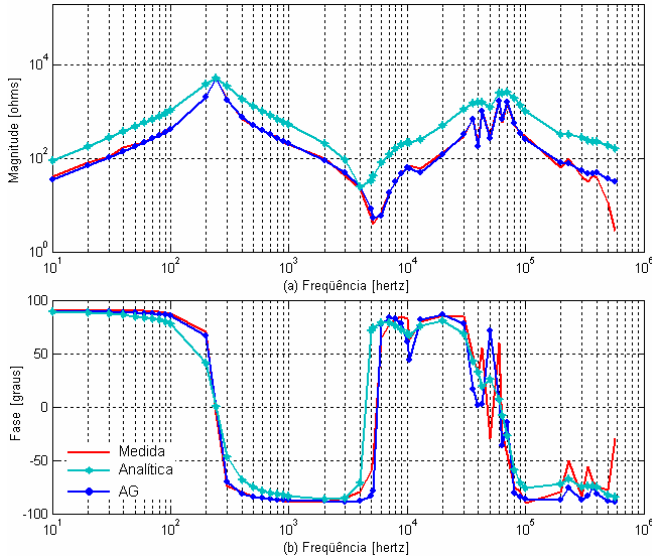 10^4
10^2
10^0
Magnitude [ohms]
10^1 10^2 10^3 10^4 10^5 10^6
(a) Freqüência [hertz]
100
50
0
-50
-100
Fase [graus]
Medida
Analítica
AG
10^1 10^2 10^3 10^4 10^5 10^6
(b) Freqüência [hertz]